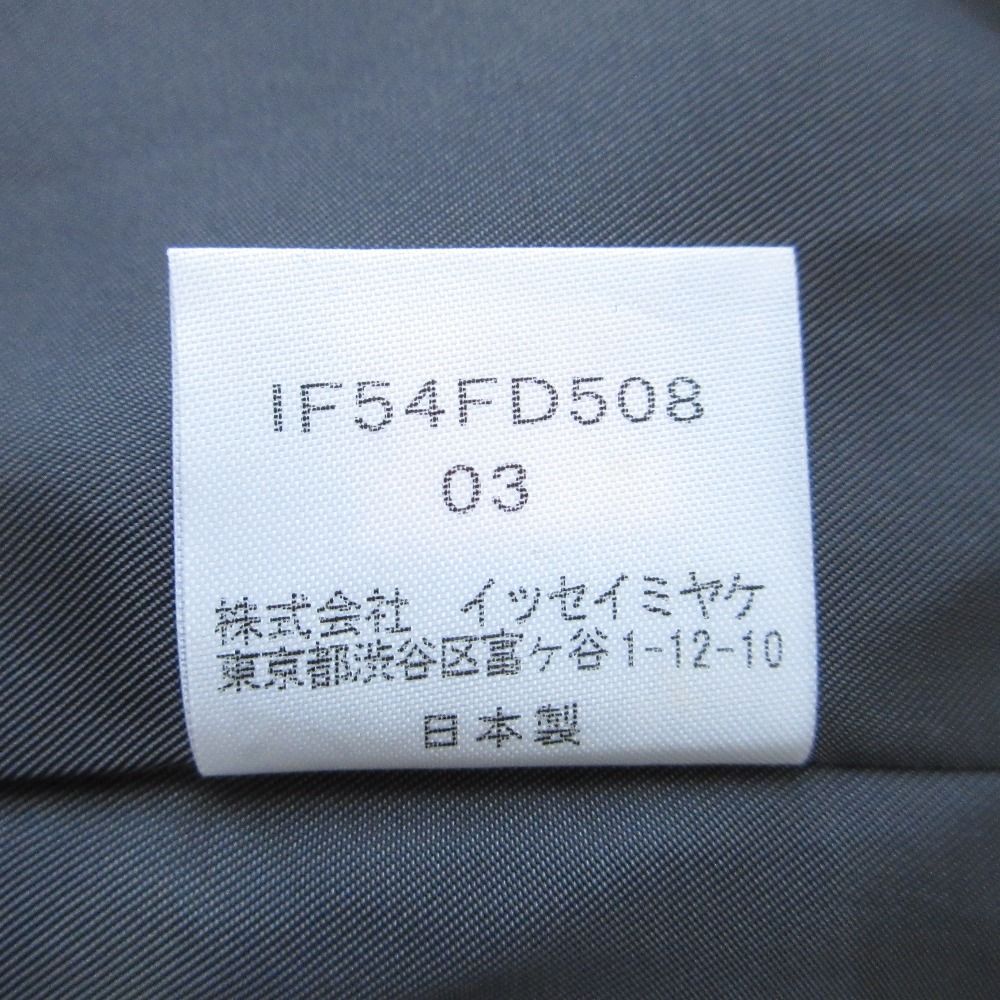 IF54FD508
03
株式会社　イッセイミヤケ
東京都渋谷区富ケ谷1-12-10
日本製